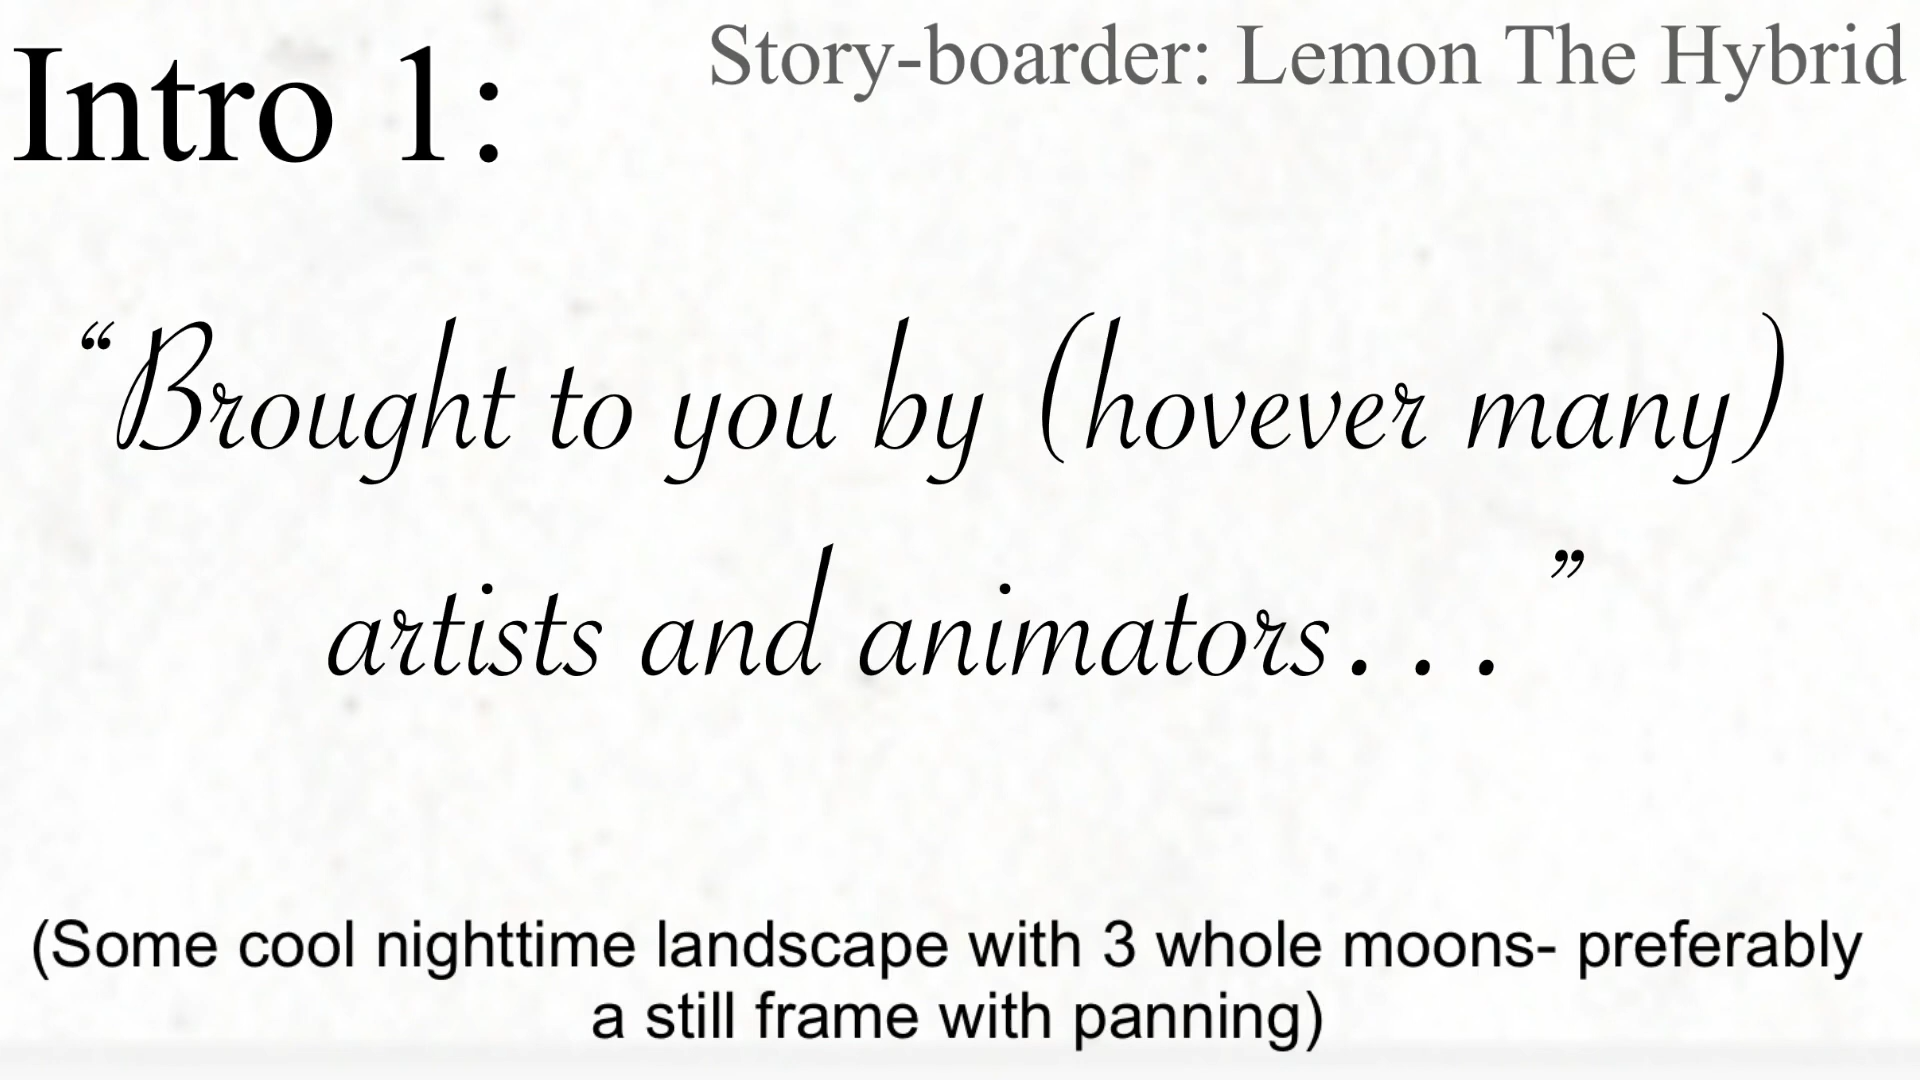 Intro 1:
Story-boarder: Lemon The Hybrid
“Brought to you by (hovever many)
artists and animators...”
(Some cool nighttime landscape with 3 whole moons- preferably
a still frame with panning)